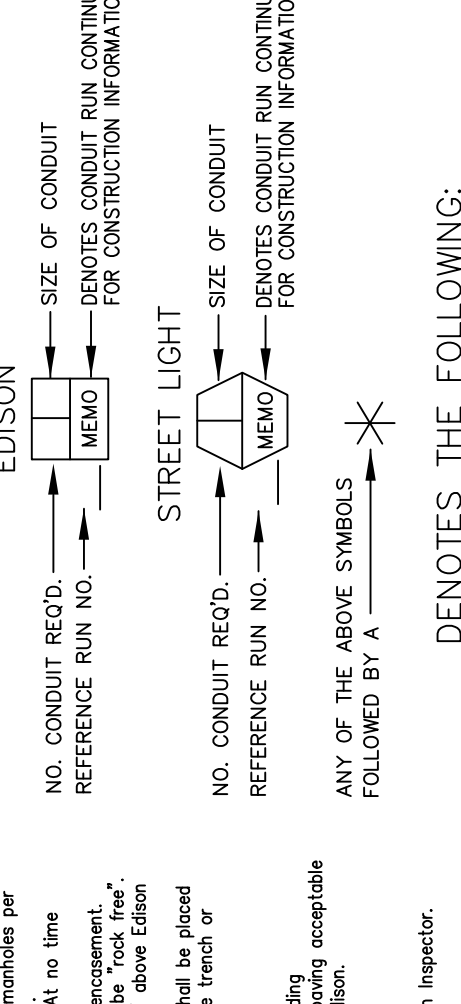 manholes per
At no time
encasement.
be "rock free".
above Edison
hall be placed
e trench or
ding
aving acceptable
lison.
n Inspector.
EDISON
NO. CONDUIT REQ'D.
REFERENCE RUN NO.
MEMO
SIZE OF CONDUIT
DENOTES CONDUIT RUN CONTINU
FOR CONSTRUCTION INFORMATIO
STREET LIGHT
NO. CONDUIT REQ'D.
REFERENCE RUN NO.
MEMO
SIZE OF CONDUIT
DENOTES CONDUIT RUN CONTINU
FOR CONSTRUCTION INFORMATIO
ANY OF THE ABOVE SYMBOLS
FOLLOWED BY A
DENOTES THE FOLLOWING: